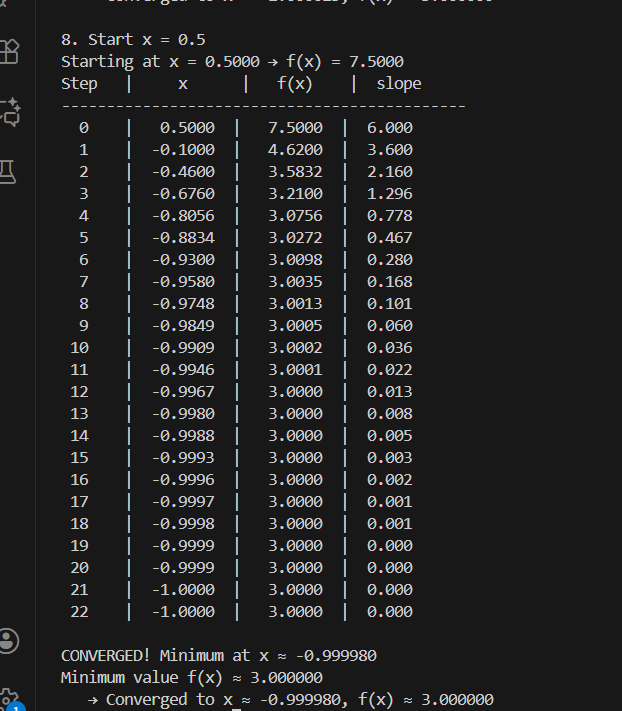 8. Start x = 0.5
Starting at x = 0.5000 → f(x) = 7.5000
Step | x | f(x) | slope
---------------------------------------------
0 | 0.5000 | 7.5000 | 6.000
1 | -0.1000 | 4.6200 | 3.600
2 | -0.4600 | 3.5832 | 2.160
3 | -0.6760 | 3.2100 | 1.296
4 | -0.8056 | 3.0756 | 0.778
5 | -0.8834 | 3.0272 | 0.467
6 | -0.9300 | 3.0098 | 0.280
7 | -0.9580 | 3.0035 | 0.168
8 | -0.9748 | 3.0013 | 0.101
9 | -0.9849 | 3.0005 | 0.060
10 | -0.9909 | 3.0002 | 0.036
11 | -0.9946 | 3.0001 | 0.022
12 | -0.9967 | 3.0000 | 0.013
13 | -0.9980 | 3.0000 | 0.008
14 | -0.9988 | 3.0000 | 0.005
15 | -0.9993 | 3.0000 | 0.003
16 | -0.9996 | 3.0000 | 0.002
17 | -0.9997 | 3.0000 | 0.001
18 | -0.9998 | 3.0000 | 0.001
19 | -0.9999 | 3.0000 | 0.000
20 | -0.9999 | 3.0000 | 0.000
21 | -1.0000 | 3.0000 | 0.000
22 | -1.0000 | 3.0000 | 0.000
CONVERGED! Minimum at x ≈ -0.999980
Minimum value f(x) ≈ 3.000000
→ Converged to x ≈ -0.999980, f(x) ≈ 3.000000